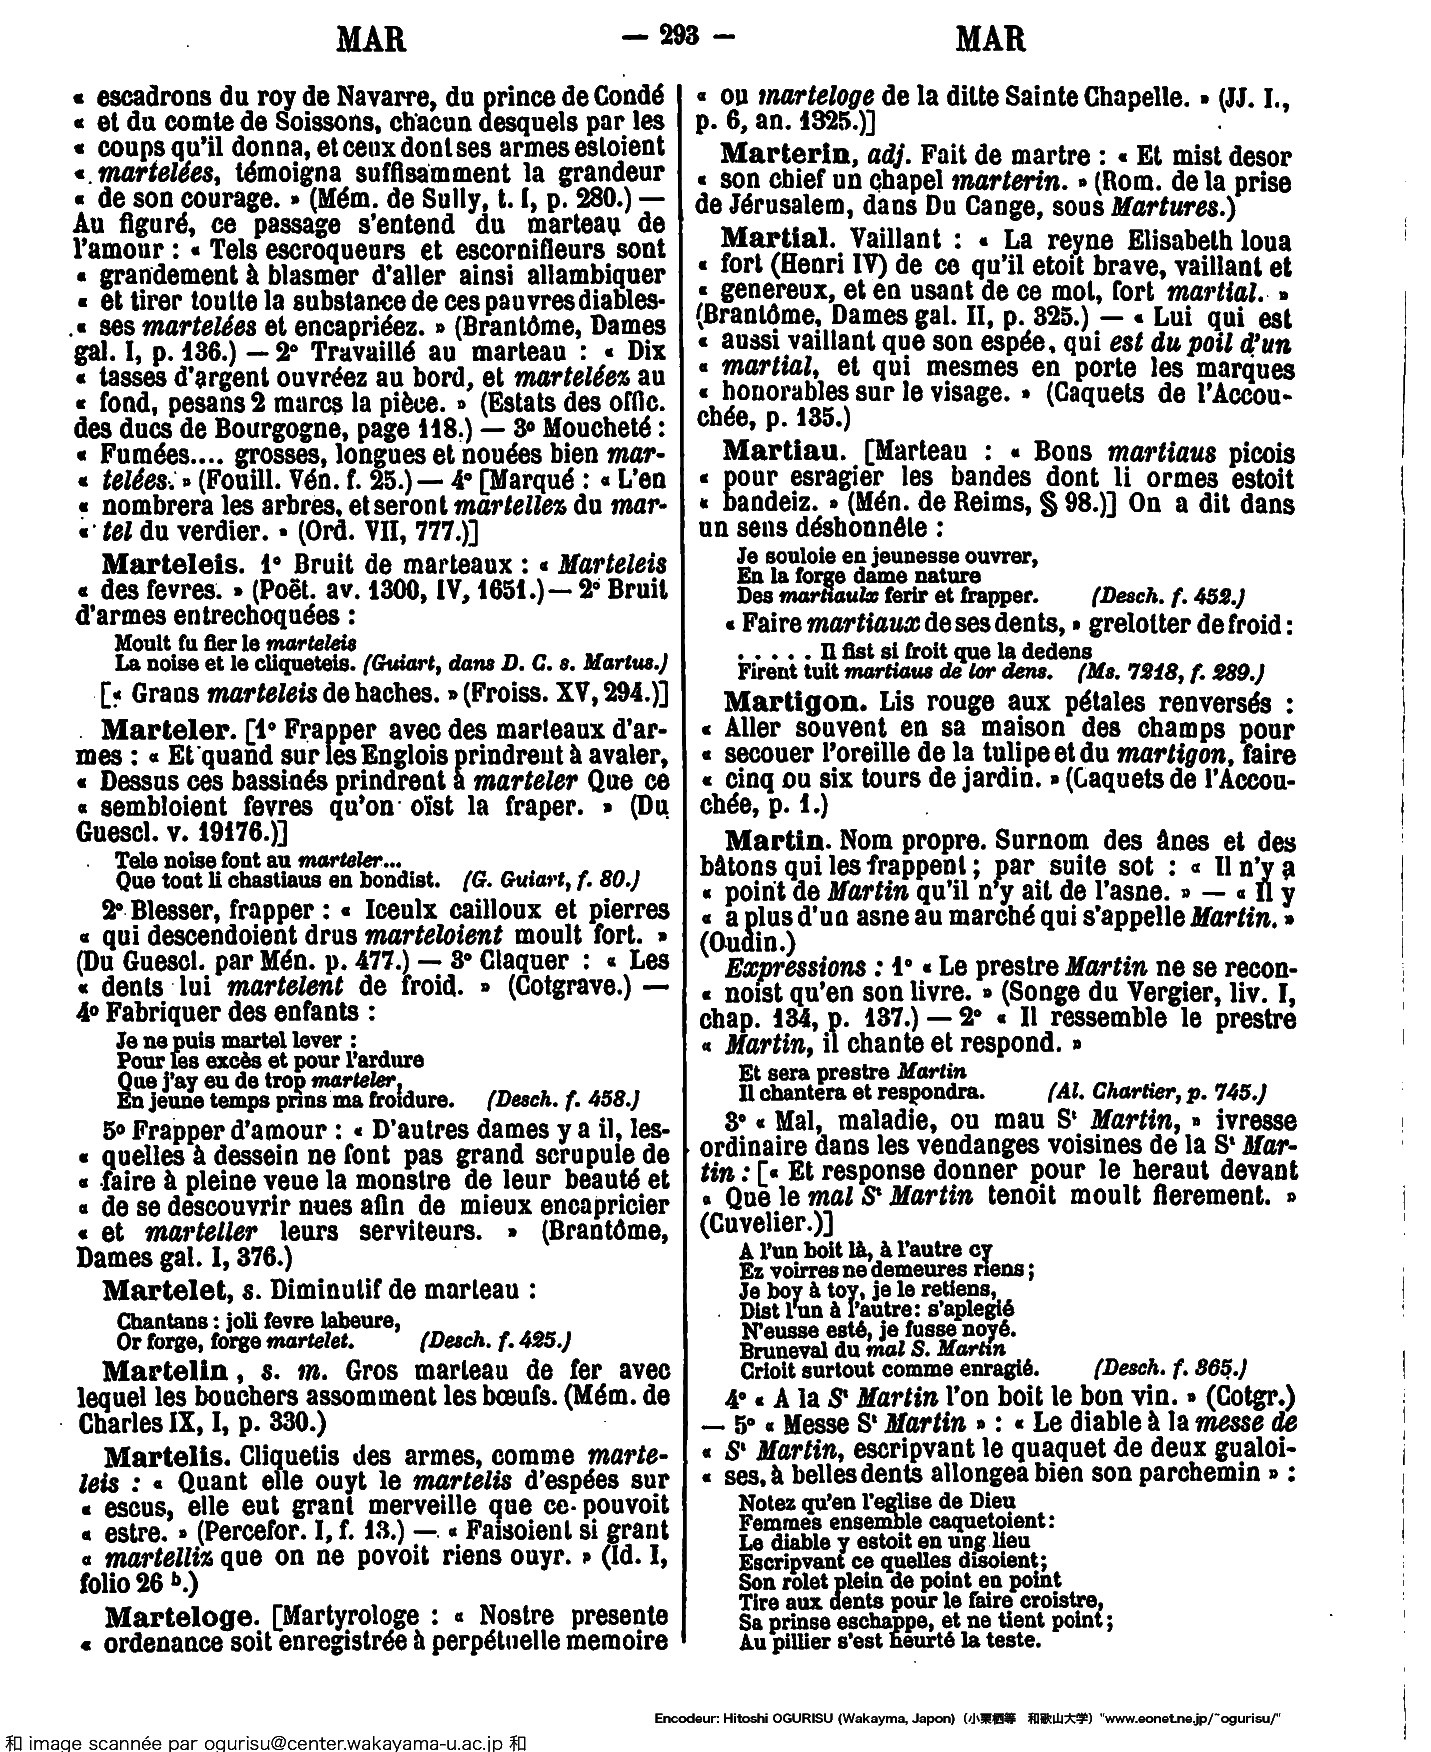 MAR — 293 — MAR
« escadrons du roy de Navarre, du prince de Condé
« et du comte de Soissons, chacun desquels par les
« coups qu'il donna, et ceux dont ses armes estoient
« martelées, témoigna suffisamment la grandeur
« de son courage. » (Mém. de Sully, t. I, p. 280.) —
Au figuré, ce passage s'entend du marteau de
l'amour : « Tels escroqueurs et escornifleurs sont
« grandement à blasmer d'aller ainsi allambiquer
« et tirer toutte la substance de ces pauvres diables-
« ses martelées et encapriéez. » (Brantôme, Dames
gal. I, p. 136.) — 2° Travaillé au marteau : « Dix
« tasses d'argent ouvréez au bord, et marteléez au
« fond, pesans 2 marcs la pièce. » (Estats des offic.
des ducs de Bourgogne, page 118.) — 3° Moucheté :
« Fumées.... grosses, longues et nouées bien mar-
« telées. » (Fouill. Vén. f. 25.) — 4° [Marqué : « L'en
« nombrera les arbres, et seront martellez du mar-
« tel du verdier. » (Ord. VII, 777.)]
Marteleis. 1° Bruit de marteaux : « Marteleis
« des fevres. » (Poët. av. 1300, IV, 1651.) — 2° Bruit
d'armes entrechoquées :
Moult fu fier le marteleis
La noise et le cliqueteis. (Guiart, dans D. C. s. Martus.)
[« Grans marteleis de haches. » (Froiss. XV, 294.)]
Marteler. [1° Frapper avec des marteaux d'ar-
mes : « Et quand sur les Englois prindrent à avaler,
« Dessus ces bassinés prindrent à marteler Que ce
« sembloient fevres qu'on oïst la fraper. » (Du
Guescl. v. 19176.)]
Tele noise font au marteler...
Que tout li chastiaus en bondist. (G. Guiart, f. 80.)
2° Blesser, frapper : « Iceulx cailloux et pierres
« qui descendoient drus marteloient moult fort. »
(Du Guescl. par Mén. p. 477.) — 3° Claquer : « Les
« dents lui martelent de froid. » (Cotgrave.) —
4° Fabriquer des enfants :
Je ne puis martel lever :
Pour les excès et pour l'ardure
Que j'ay eu de trop marteler,
En jeune temps prins ma froidure. (Desch. f. 458.)
5° Frapper d'amour : « D'autres dames y a il, les-
« quelles à dessein ne font pas grand scrupule de
« faire à pleine veue la monstre de leur beauté et
« de se descouvrir nues afin de mieux encapricier
« et marteller leurs serviteurs. » (Brantôme,
Dames gal. I, 376.)
Martelet, s. Diminutif de marteau :
Chantans : joli fevre labeure,
Or forge, forge martelet. (Desch. f. 425.)
Martelin, s. m. Gros marteau de fer avec
lequel les bouchers assomment les bœufs. (Mém. de
Charles IX, I, p. 330.)
Martelis. Cliquetis des armes, comme marte-
leis : « Quant elle ouyt le martelis d'espées sur
« escus, elle eut grant merveille que ce pouvoit
« estre. » (Percefor. I, f. 13.) — « Faisoient si grant
« martelliz que on ne povoit riens ouyr. » (Id. I,
folio 26 b.)
Marteloge. [Martyrologe : « Nostre presente
« ordenance soit enregistrée à perpétuelle memoire
« ou marteloge de la ditte Sainte Chapelle. » (JJ. I.,
p. 6, an. 1325.)]
Marterin, adj. Fait de martre : « Et mist desor
« son chief un chapel marterin. » (Rom. de la prise
de Jérusalem, dans Du Cange, sous Martures.)
Martial. Vaillant : « La reyne Elisabeth loua
« fort (Henri IV) de ce qu'il etoit brave, vaillant et
« genereux, et en usant de ce mot, fort martial. »
(Brantôme, Dames gal. II, p. 325.) — « Lui qui est
« aussi vaillant que son espée, qui est du poil d'un
« martial, et qui mesmes en porte les marques
« honorables sur le visage. » (Caquets de l'Accou-
chée, p. 135.)
Martiau. [Marteau : « Bons martiaus picois
« pour esragier les bandes dont li ormes estoit
« bandeiz. » (Mén. de Reims, § 98.)] On a dit dans
un sens déshonnête :
Je souloie en jeunesse ouvrer,
En la forge dame nature
Des martiaulx ferir et frapper. (Desch. f. 452.)
« Faire martiaux de ses dents, » grelotter de froid :
. . . . . Il fist si froit que la dedens
Firent tuit martiaus de lor dens. (Ms. 7218, f. 289.)
Martigon. Lis rouge aux pétales renversés :
« Aller souvent en sa maison des champs pour
« secouer l'oreille de la tulipe et du martigon, faire
« cinq ou six tours de jardin. » (Caquets de l'Accou-
chée, p. 1.)
Martin. Nom propre. Surnom des ânes et des
bâtons qui les frappent ; par suite sot : « Il n'y a
« point de Martin qu'il n'y ait de l'asne. » — « Il y
« a plus d'un asne au marché qui s'appelle Martin. »
(Oudin.)
Expressions : 1° « Le prestre Martin ne se recon-
« noist qu'en son livre. » (Songe du Vergier, liv. I,
chap. 134, p. 137.) — 2° « Il ressemble le prestre
« Martin, il chante et respond. »
Et sera prestre Martin
Il chantera et respondra. (Al. Chartier, p. 745.)
3° « Mal, maladie, ou mau St Martin, » ivresse
ordinaire dans les vendanges voisines de la St Mar-
tin : [« Et response donner pour le heraut devant
« Que le mal St Martin tenoit moult fierement. »
(Cuvelier.)]
A l'un boit là, à l'autre cy
Ez voirres ne demeures riens ;
Je boy à toy, je le retiens,
Dist l'un à l'autre: s'aplegié
N'eusse esté, je fusse noyé.
Bruneval du mal S. Martin
Crioit surtout comme enragié. (Desch. f. 365.)
4° « A la St Martin l'on boit le bon vin. » (Cotgr.)
— 5° « Messe St Martin » : « Le diable à la messe de
« St Martin, escripvant le quaquet de deux gualoi-
« ses, à belles dents allongea bien son parchemin » :
Notez qu'en l'eglise de Dieu
Femmes ensemble caquetoient :
Le diable y estoit en ung lieu
Escripvant ce quelles disoient ;
Son rolet plein de point en point
Tire aux dents pour le faire croistre,
Sa prinse eschappe, et ne tient point ;
Au pillier s'est heurté la teste.
Encodeur: Hitoshi OGURISU (Wakayma, Japon) (小栗栖等 和歌山大学) "www.eonet.ne.jp/~ogurisu/"
和 image scannée par ogurisu@center.wakayama-u.ac.jp 和